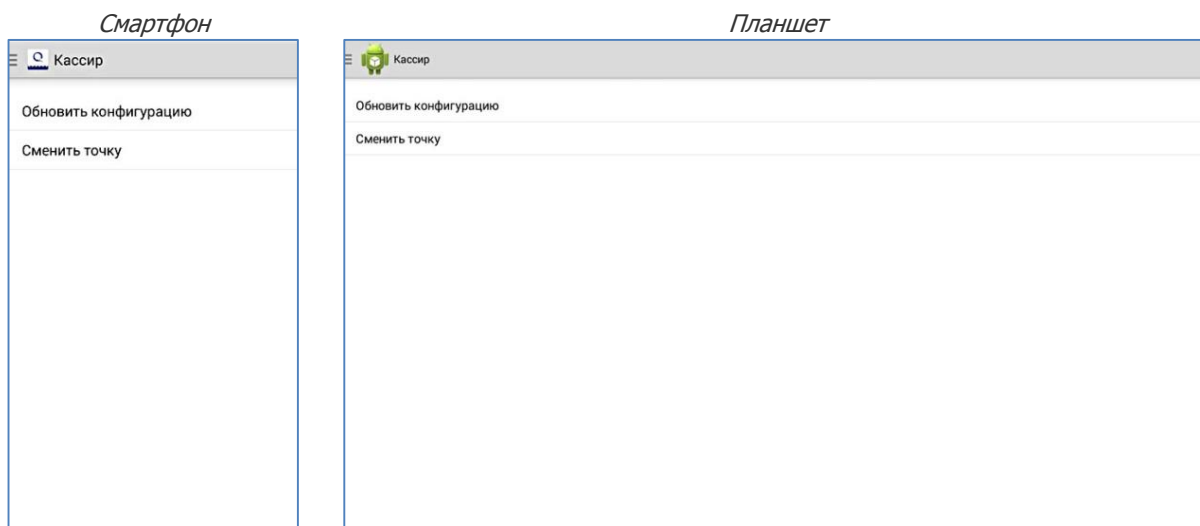 Смартфон
Кассир
Обновить конфигурацию
Сменить точку
Планшет
Кассир
Обновить конфигурацию
Сменить точку